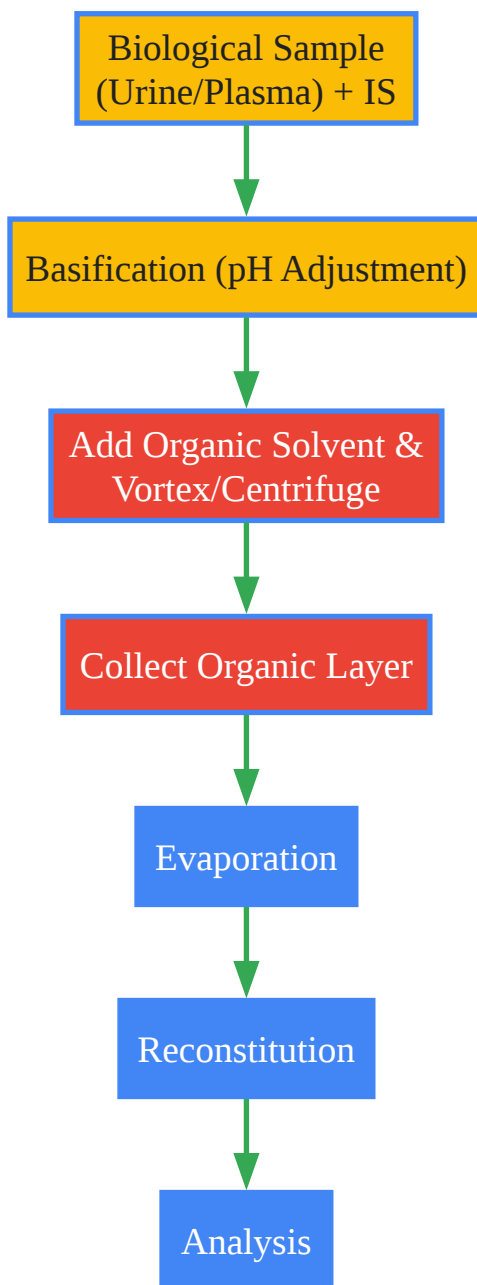 Biological Sample
(Urine/Plasma) + IS
Basification (pH Adjustment)
Add Organic Solvent &
Vortex/Centrifuge
Collect Organic Layer
Evaporation
Reconstitution
Analysis